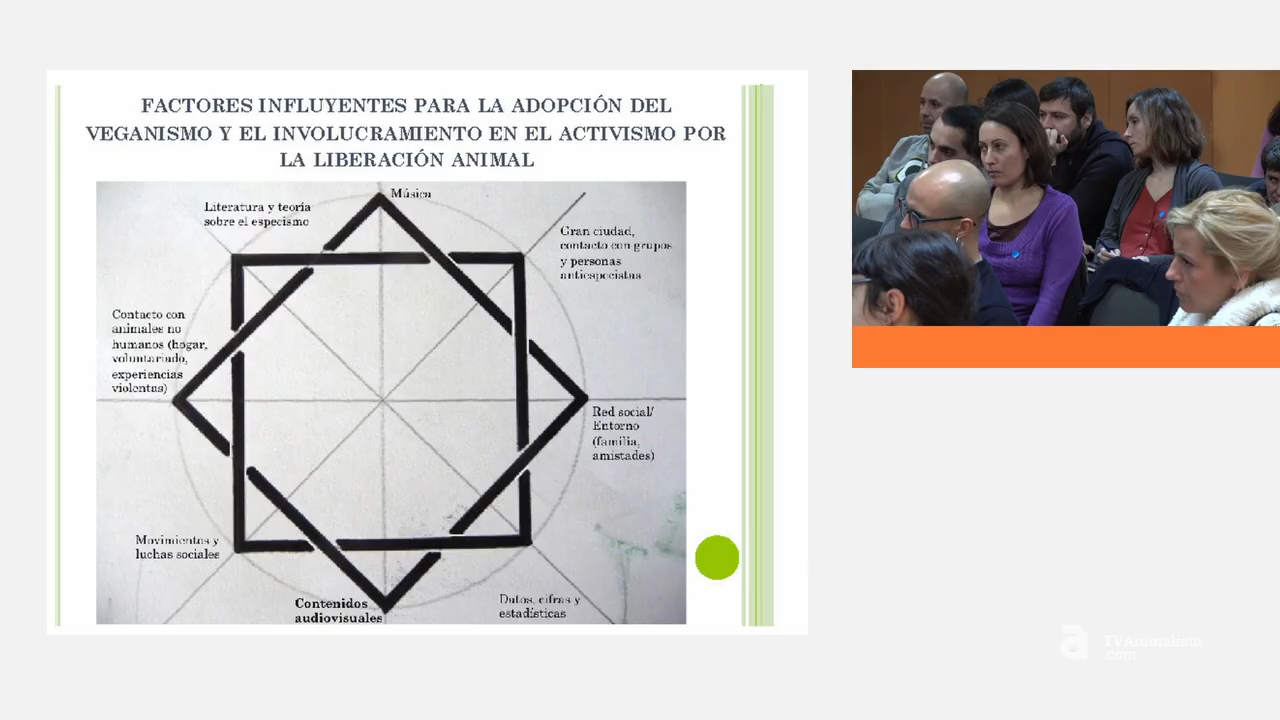 FACTORES INFLUYENTES PARA LA ADOPCIÓN DEL
VEGANISMO Y EL INVOLUCRAMIENTO EN EL ACTIVISMO POR
LA LIBERACIÓN ANIMAL
Música
Literatura y teoría
sobre el especismo
Gran ciudad,
contacto con grupos
y personas
antiespecistas
Contacto con
animales no
humanos (hogar,
voluntariado,
experiencias
violentas)
Red social/
Entorno
(familia,
amistades)
Movimientos y
luchas sociales
Contenidos
audiovisuales
Datos, cifras y
estadísticas
a
TVAnimalista
.com